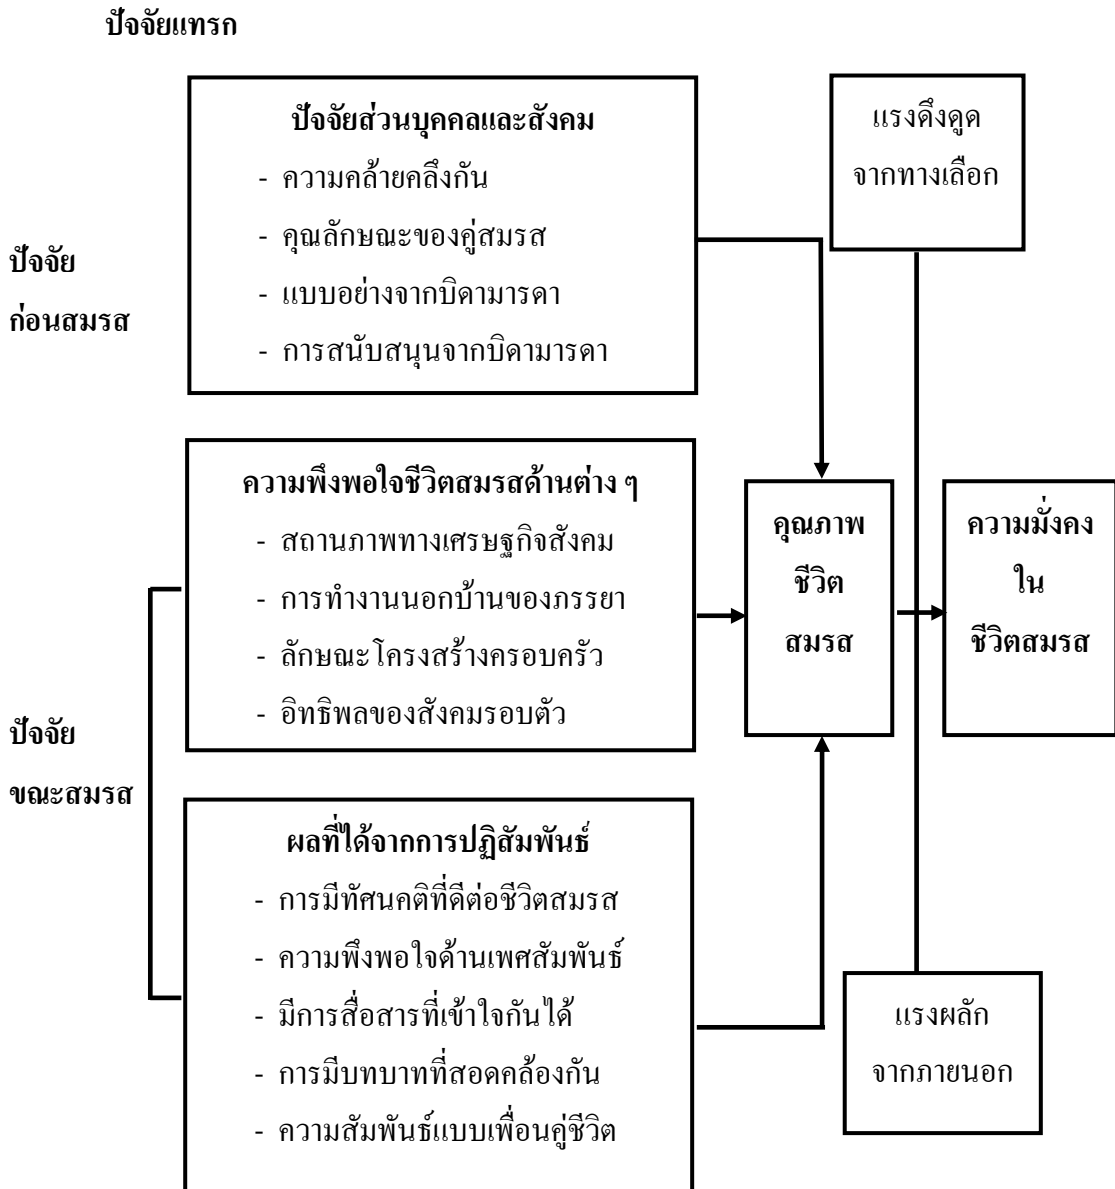 ปัจจัยแทรก
ปัจจัยส่วนบุคคลและสังคม
- ความคล้ายคลึงกัน
- คุณลักษณะของคู่สมรส
- แบบอย่างจากบิดามารดา
- การสนับสนุนจากบิดามารดา
แรงดึงดูด
จากทางเลือก
ปัจจัย
ก่อนสมรส
ความพึงพอใจชีวิตสมรสด้านต่าง ๆ
- สถานภาพทางเศรษฐกิจสังคม
- การทำงานนอกบ้านของภรรยา
- ลักษณะโครงสร้างครอบครัว
- อิทธิพลของสังคมรอบตัว
คุณภาพ
ชีวิต
สมรส
ความมั่งคง
ใน
ชีวิตสมรส
ปัจจัย
ขณะสมรส
ผลที่ได้จากการปฏิสัมพันธ์
- การมีทัศนคติที่ดีต่อชีวิตสมรส
- ความพึงพอใจด้านเพศสัมพันธ์
- มีการสื่อสารที่เข้าใจกันได้
- การมีบทบาทที่สอดคล้องกัน
- ความสัมพันธ์แบบเพื่อนคู่ชีวิต
แรงผลัก
จากภายนอก